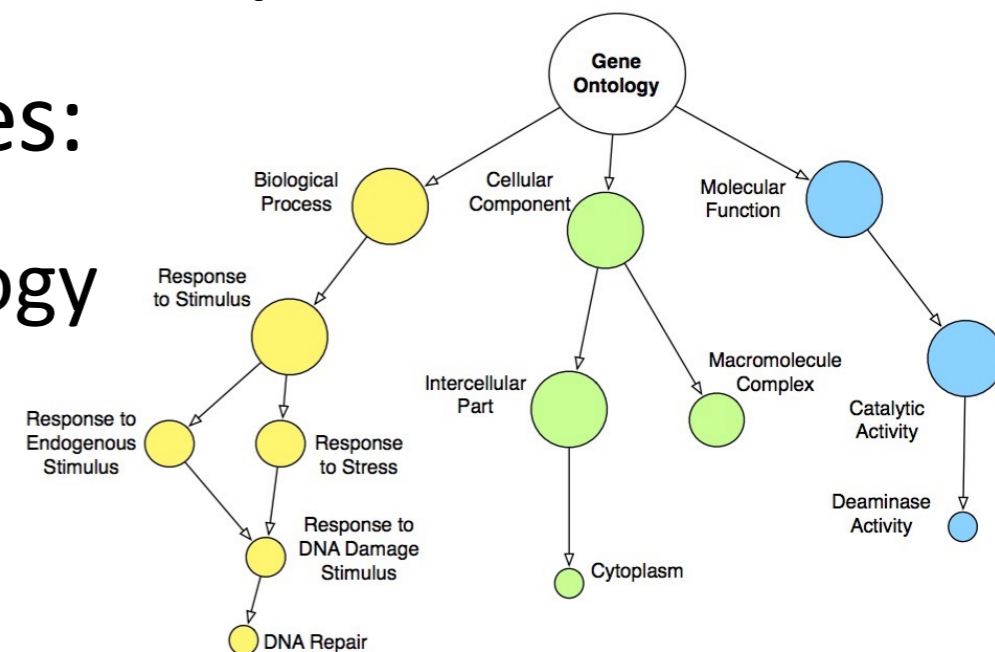 es:
ogy
Gene
Ontology
Biological
Process
Cellular
Component
Molecular
Function
Response
to Stimulus
Intercellular
Part
Macromolecule
Complex
Catalytic
Activity
Response to
Endogenous
Stimulus
Response
to Stress
Deaminase
Activity
Response to
DNA Damage
Stimulus
Cytoplasm
DNA Repair